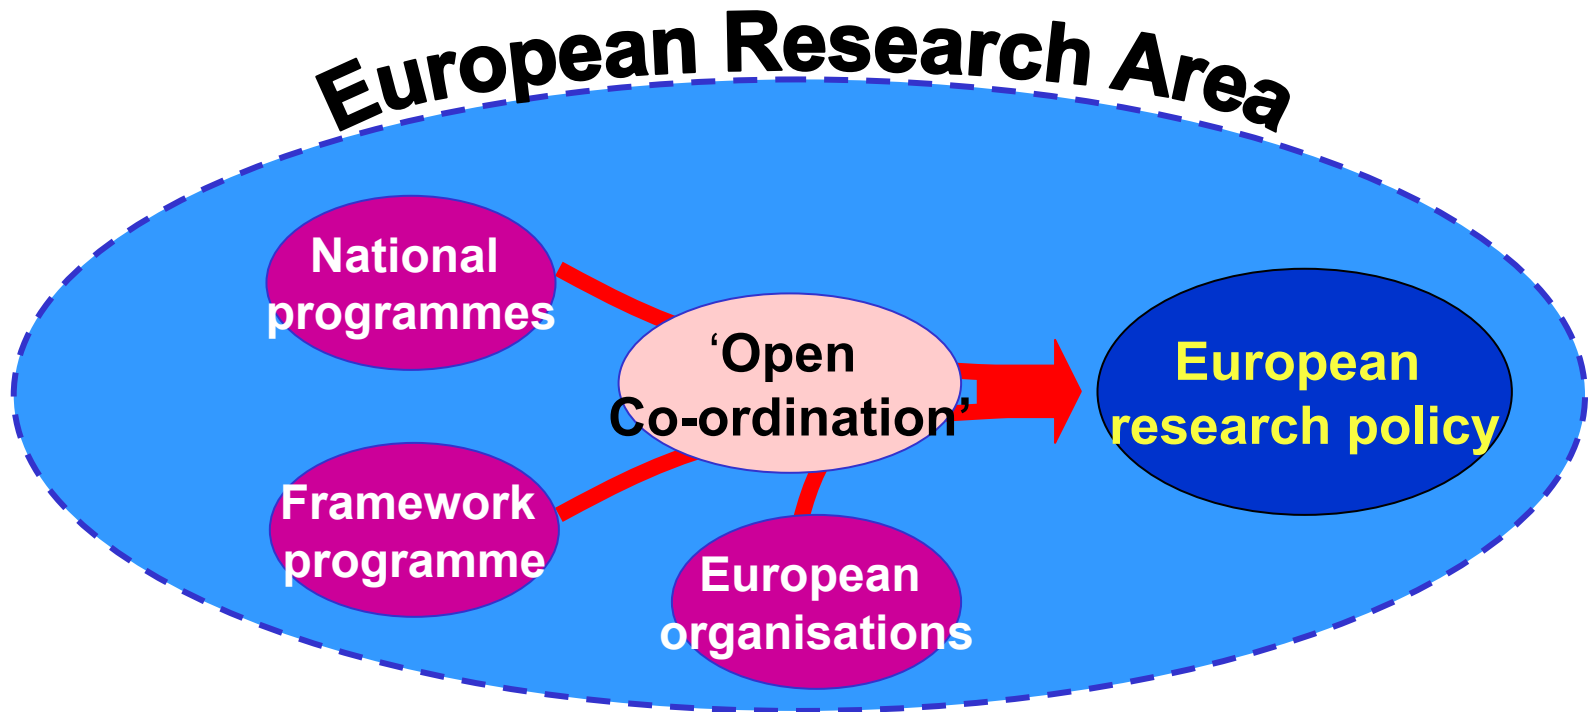 European Research Area
National
programmes
‘Open
Co-ordination’
European
research policy
Framework
programme
European
organisations